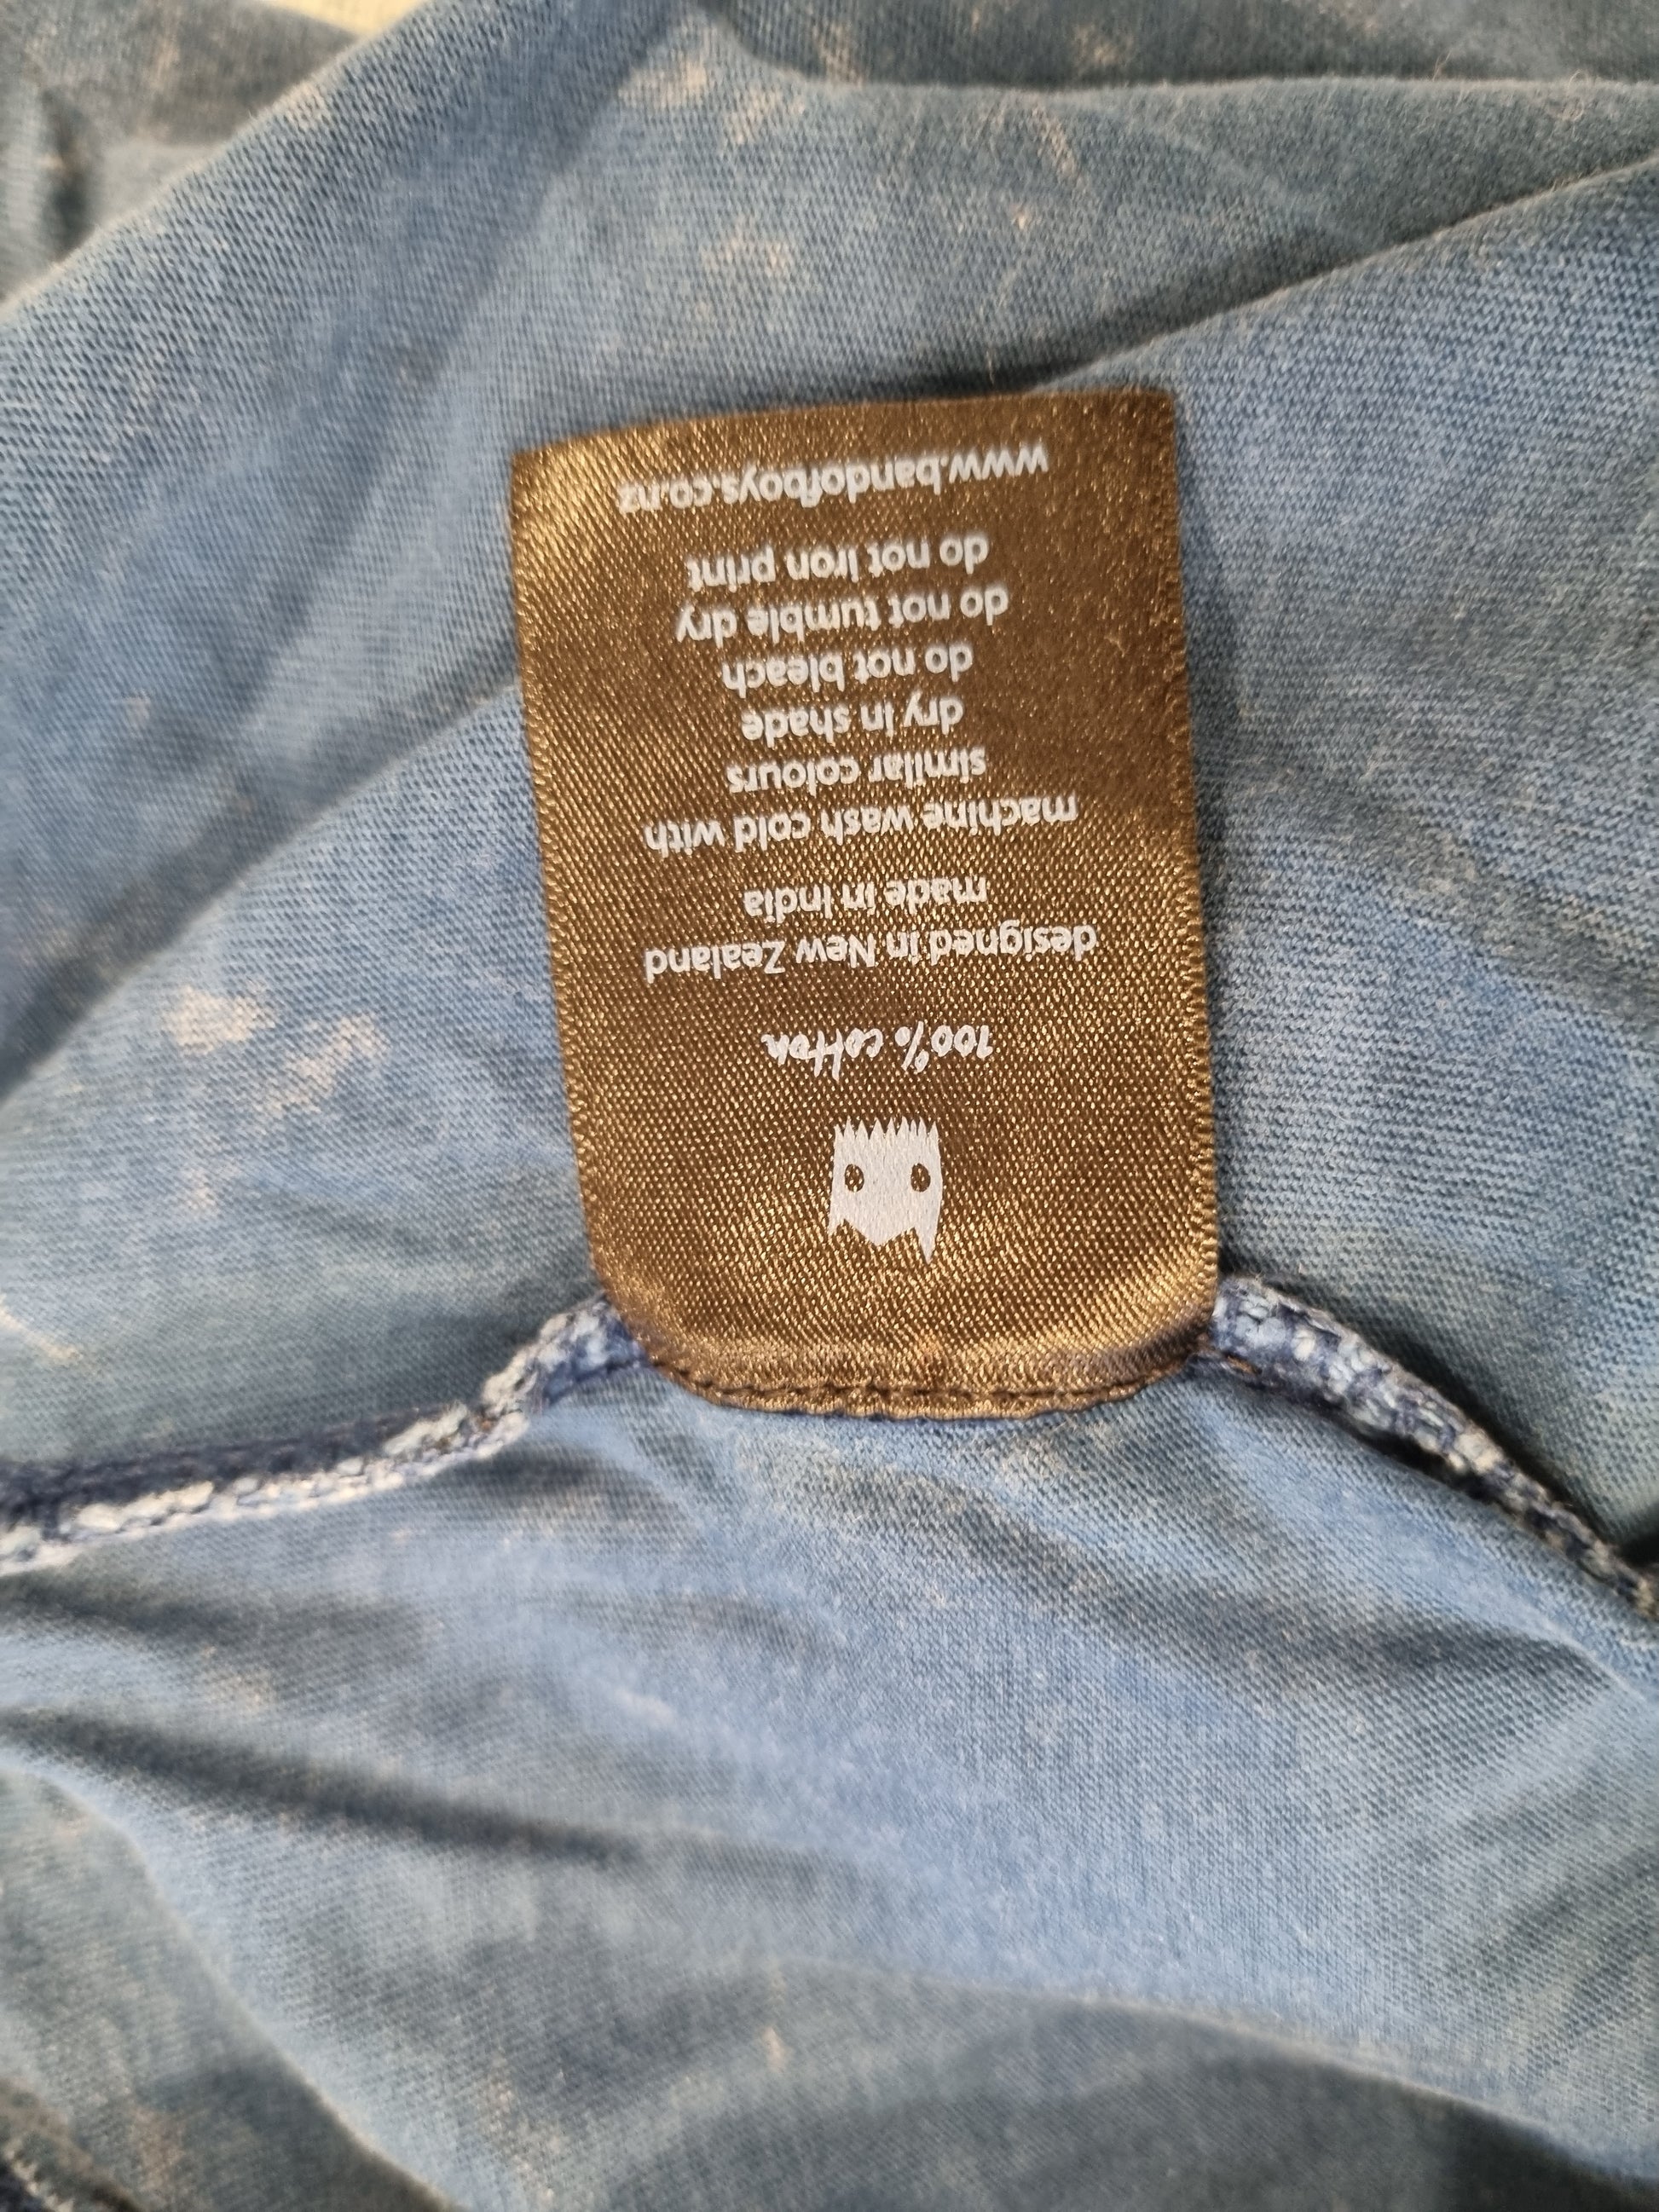 100% cotton
designed in New Zealand
made in India
machine wash cold with
similar colours
dry in shade
do not bleach
do not tumble dry
do not iron print
www.bandofboys.co.nz